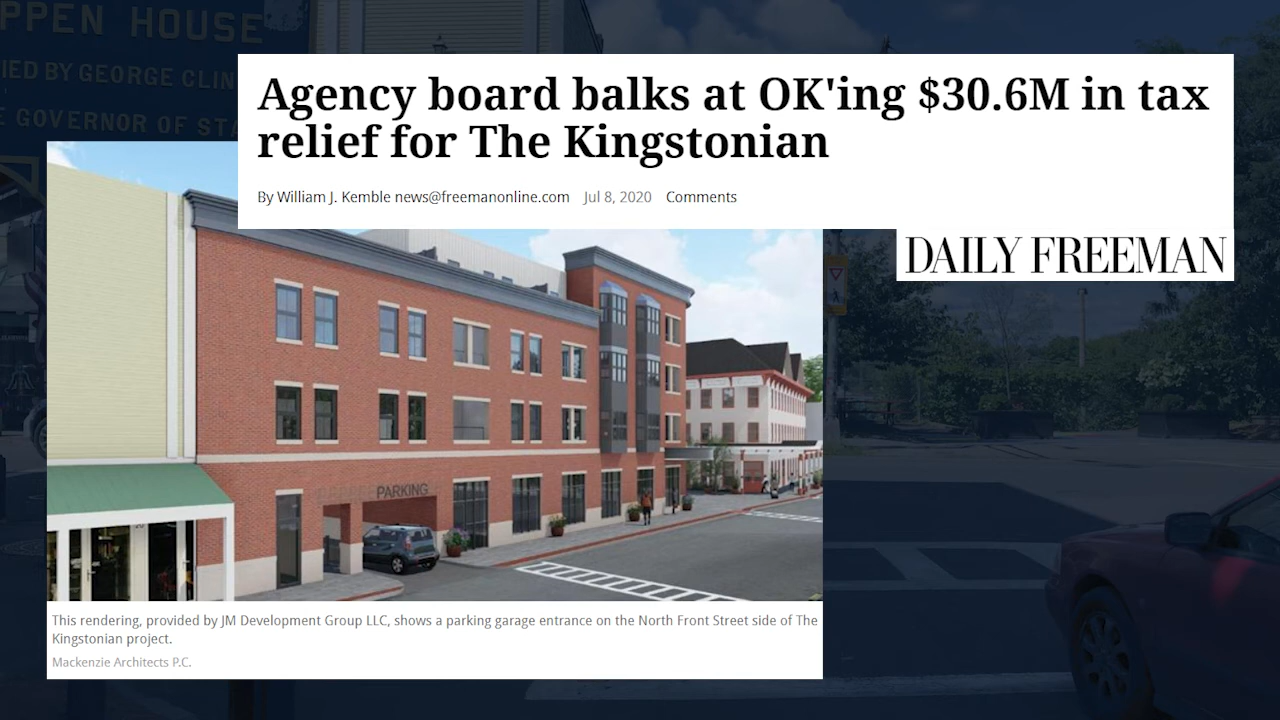 PPEN HOUSE
IED BY GEORGE CLIN
GOVERNOR OF STA
Agency board balks at OK'ing $30.6M in tax
relief for The Kingstonian
By William J. Kemble news@freemanonline.com Jul 8, 2020 Comments
DAILY FREEMAN
PARKING
This rendering, provided by JM Development Group LLC, shows a parking garage entrance on the North Front Street side of The
Kingstonian project.
Mackenzie Architects P.C.